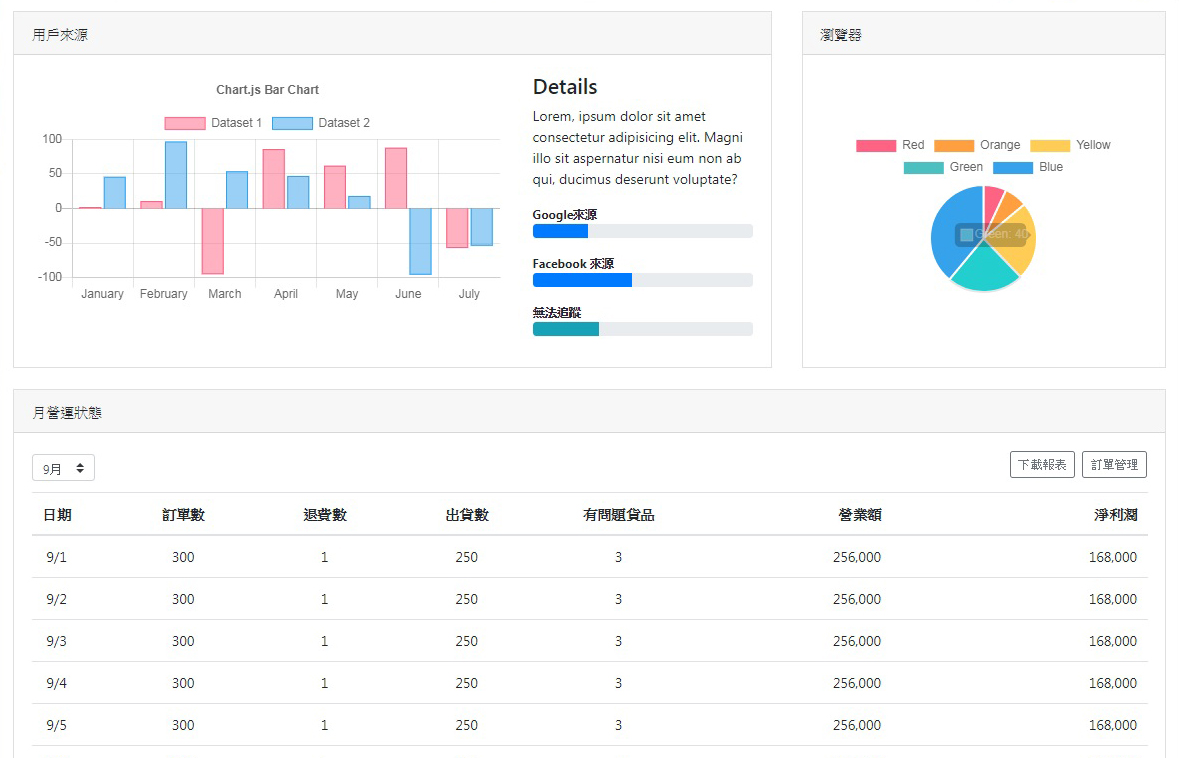 用戶來源
Chart.js Bar Chart
Dataset 1 Dataset 2
100
50
0
-50
-100
January February March April May June July
Details
Lorem, ipsum dolor sit amet
consectetur adipisicing elit. Magni
illo sit aspernatur nisi eum non ab
qui, ducimus deserunt voluptate?
Google來源
Facebook 來源
無法追蹤
瀏覽器
Red Orange Yellow
Green Blue
Green: 40
月營運狀態
9月 下載報表 訂單管理
日期 訂單數 退費數 出貨數 有問題貨品 營業額 淨利潤
9/1 300 1 250 3 256,000 168,000
9/2 300 1 250 3 256,000 168,000
9/3 300 1 250 3 256,000 168,000
9/4 300 1 250 3 256,000 168,000
9/5 300 1 250 3 256,000 168,000